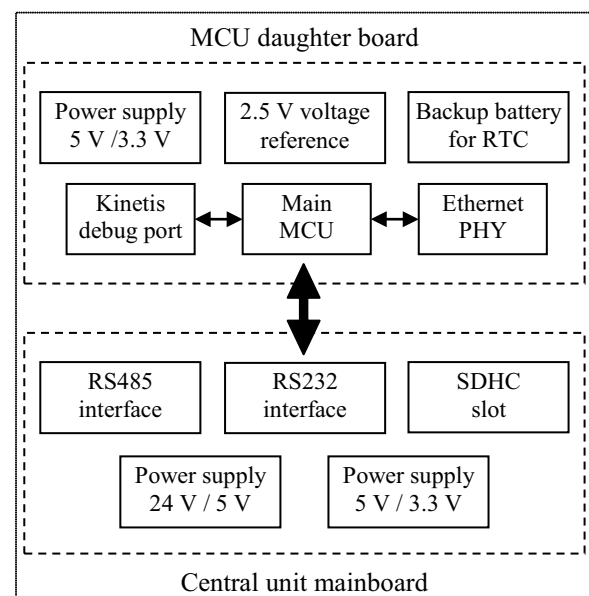 MCU daughter board
Power supply
5 V /3.3 V
2.5 V voltage
reference
Backup battery
for RTC
Kinetis
debug port
Main
MCU
Ethernet
PHY
RS485
interface
RS232
interface
SDHC
slot
Power supply
24 V / 5 V
Power supply
5 V / 3.3 V
Central unit mainboard